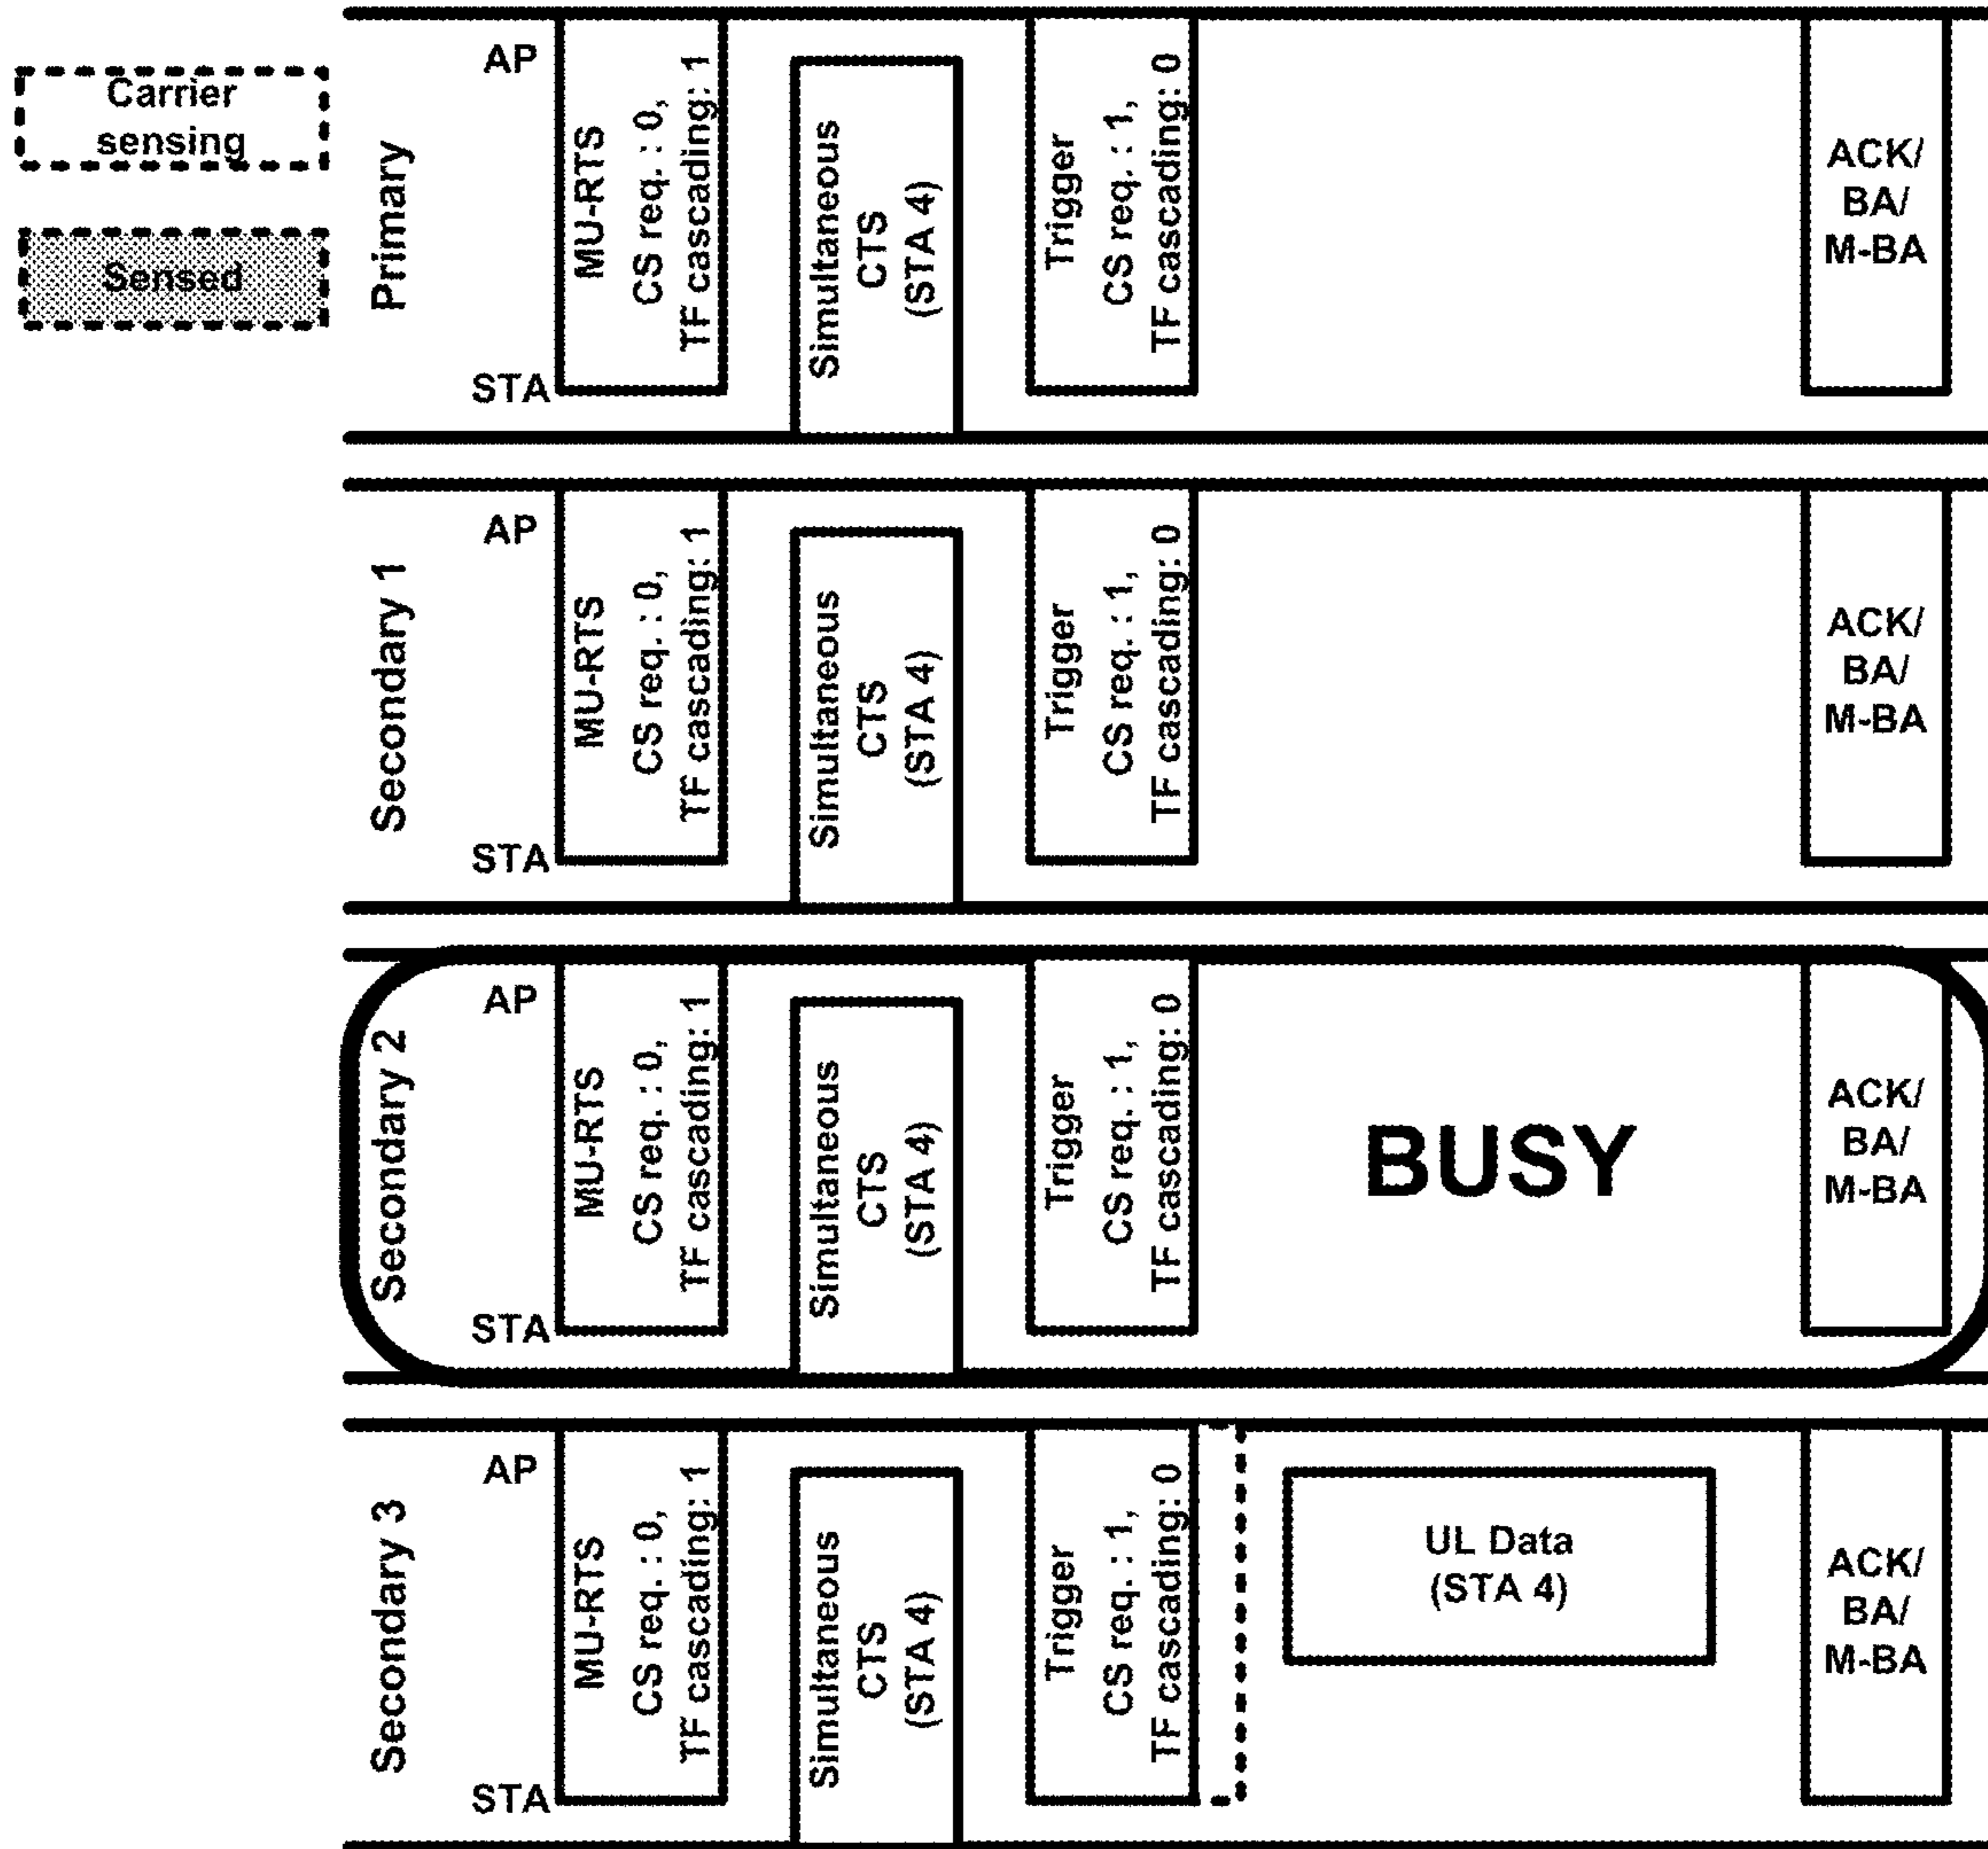 Carrier
sensing
Sensed
Primary
AP
STA
MU-RTS
CS req. : 0,
TF cascading: 1
Simultaneous
CTS
(STA 4)
Trigger
CS req. : 1,
TF cascading: 0
ACK/
BA/
M-BA
Secondary 1
AP
STA
MU-RTS
CS req. : 0,
TF cascading: 1
Simultaneous
CTS
(STA 4)
Trigger
CS req. : 1,
TF cascading: 0
ACK/
BA/
M-BA
Secondary 2
AP
STA
MU-RTS
CS req. : 0,
TF cascading: 1
Simultaneous
CTS
(STA 4)
Trigger
CS req. : 1,
TF cascading: 0
BUSY
ACK/
BA/
M-BA
Secondary 3
AP
STA
MU-RTS
CS req. : 0,
TF cascading: 1
Simultaneous
CTS
(STA 4)
Trigger
CS req. : 1,
TF cascading: 0
UL Data
(STA 4)
ACK/
BA/
M-BA